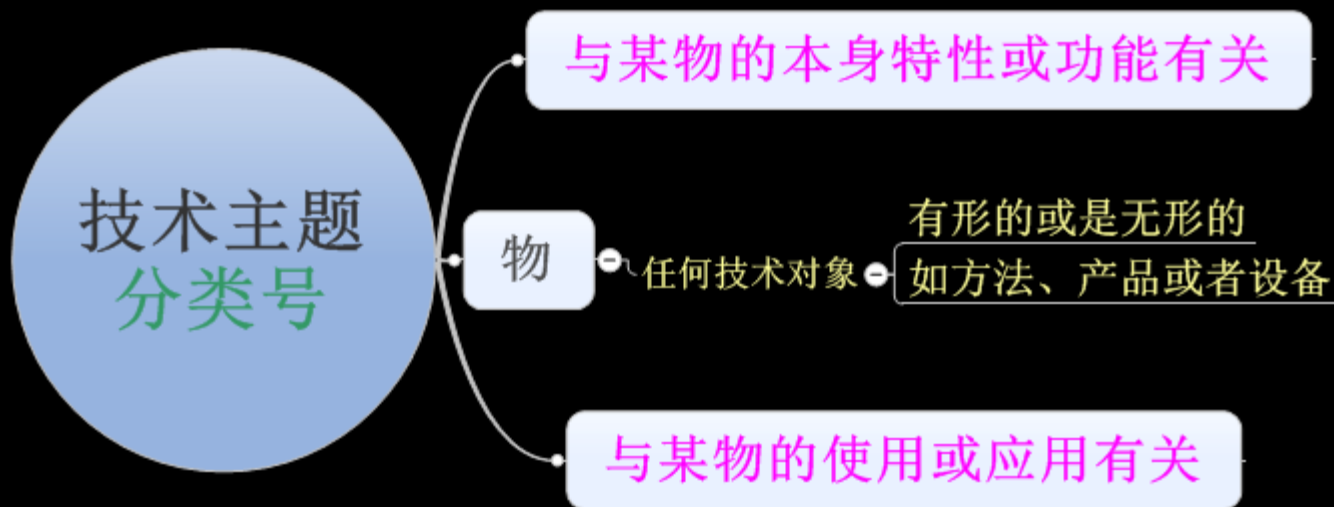 与某物的本身特性或功能有关
技术主题
分类号
物
任何技术对象
有形的或是无形的
如方法、产品或者设备
与某物的使用或应用有关